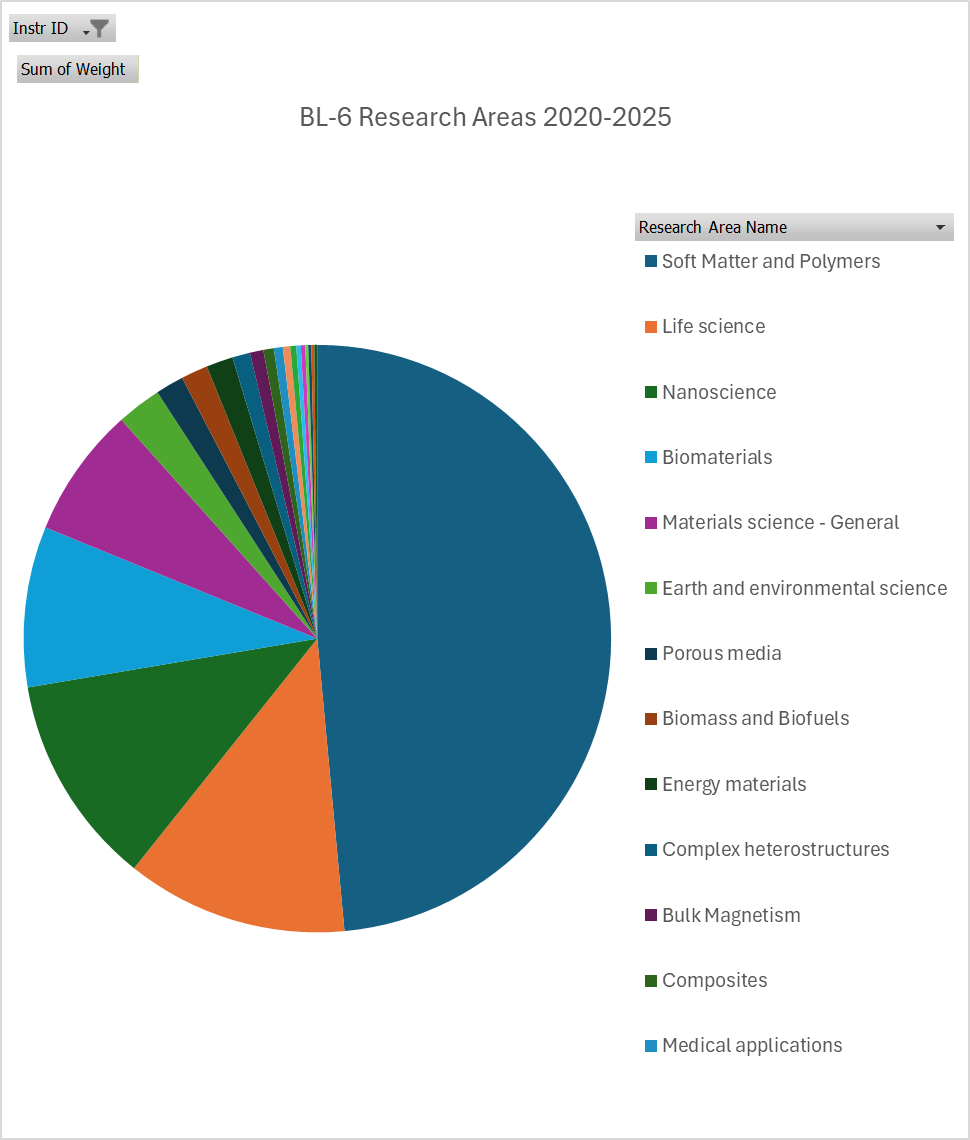 Instr ID
Sum of Weight
BL-6 Research Areas 2020-2025
Research Area Name
Soft Matter and Polymers
Life science
Nanoscience
Biomaterials
Materials science - General
Earth and environmental science
Porous media
Biomass and Biofuels
Energy materials
Complex heterostructures
Bulk Magnetism
Composites
Medical applications